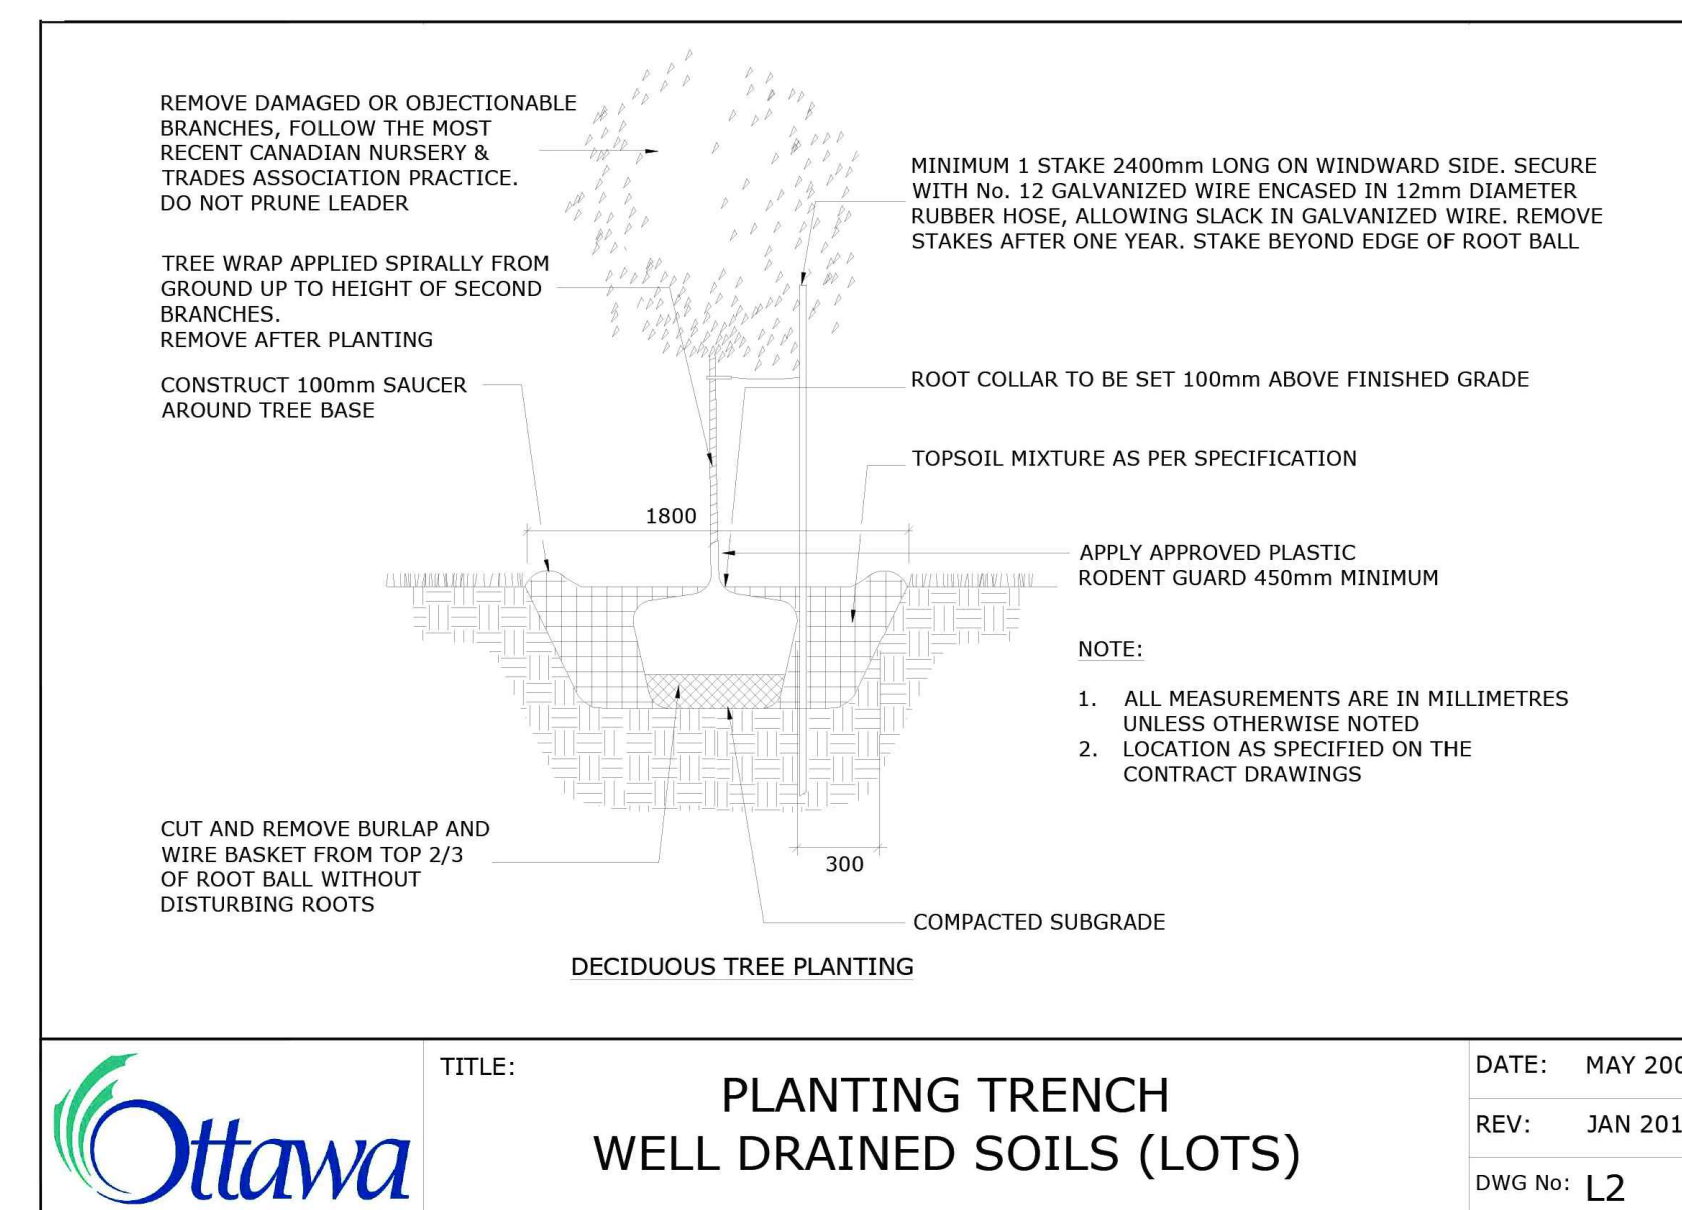 REMOVE DAMAGED OR OBJECTIONABLE
BRANCHES, FOLLOW THE MOST
RECENT CANADIAN NURSERY &
TRADES ASSOCIATION PRACTICE.
DO NOT PRUNE LEADER
TREE WRAP APPLIED SPIRALLY FROM
GROUND UP TO HEIGHT OF SECOND
BRANCHES.
REMOVE AFTER PLANTING
CONSTRUCT 100mm SAUCER
AROUND TREE BASE
MINIMUM 1 STAKE 2400mm LONG ON WINDWARD SIDE. SECURE
WITH No. 12 GALVANIZED WIRE ENCASED IN 12mm DIAMETER
RUBBER HOSE, ALLOWING SLACK IN GALVANIZED WIRE. REMOVE
STAKES AFTER ONE YEAR. STAKE BEYOND EDGE OF ROOT BALL
ROOT COLLAR TO BE SET 100mm ABOVE FINISHED GRADE
TOPSOIL MIXTURE AS PER SPECIFICATION
1800
APPLY APPROVED PLASTIC
RODENT GUARD 450mm MINIMUM
NOTE:
1. ALL MEASUREMENTS ARE IN MILLIMETRES
UNLESS OTHERWISE NOTED
2. LOCATION AS SPECIFIED ON THE
CONTRACT DRAWINGS
CUT AND REMOVE BURLAP AND
WIRE BASKET FROM TOP 2/3
OF ROOT BALL WITHOUT
DISTURBING ROOTS
300
COMPACTED SUBGRADE
DECIDUOUS TREE PLANTING
Ottawa
TITLE:
PLANTING TRENCH
WELL DRAINED SOILS (LOTS)
DATE: MAY 200
REV: JAN 201
DWG No: L2